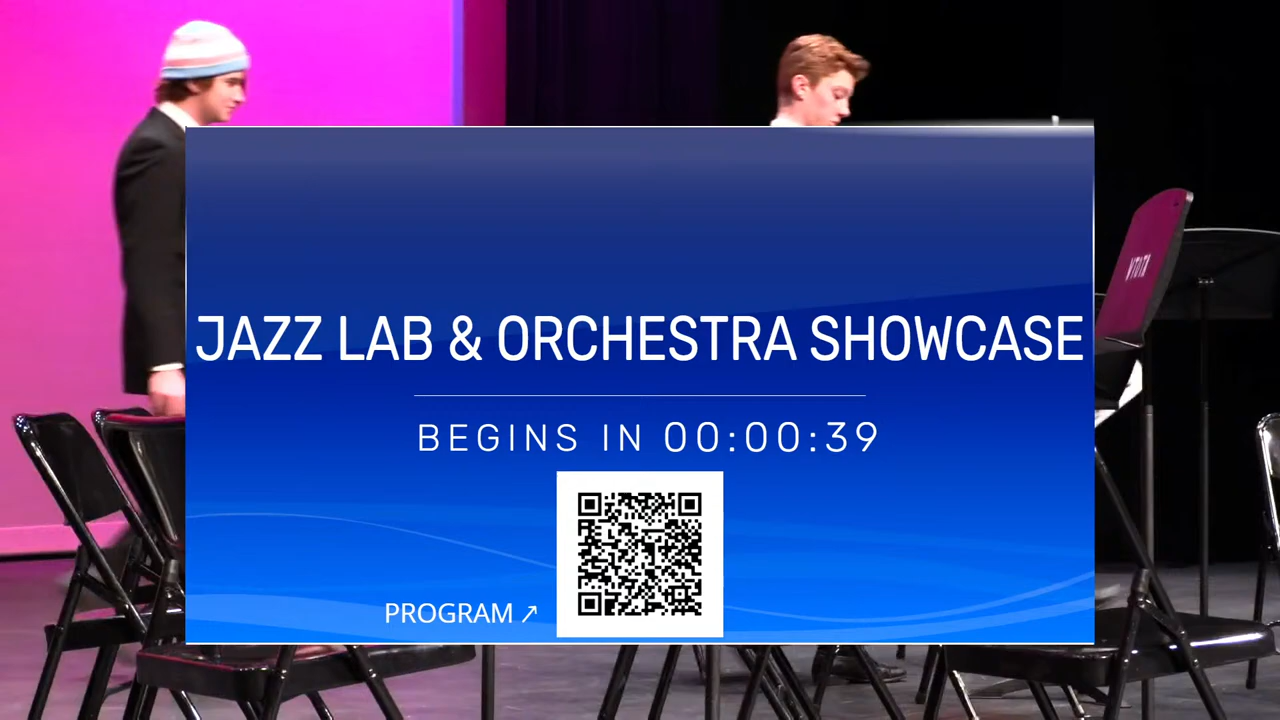 JAZZ LAB & ORCHESTRA SHOWCASE
BEGINS IN 00:00:39
PROGRAM ↗